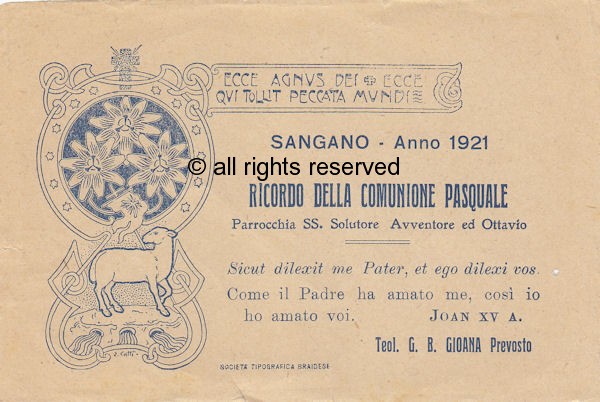 ECCE AGNVS DEI ✠ ECCE
QVI TOLLIT PECCATA MVNDI
SANGANO - Anno 1921
© all rights reserved
RICORDO DELLA COMUNIONE PASQUALE
Parrocchia SS. Solutore Avventore ed Ottavio
Sicut dilexit me Pater, et ego dilexi vos.
Come il Padre ha amato me, così io
ho amato voi. JOAN XV A.
Teol. G. B. GIOANA Prevosto
SOCIETÀ TIPOGRAFICA BRAIDESE